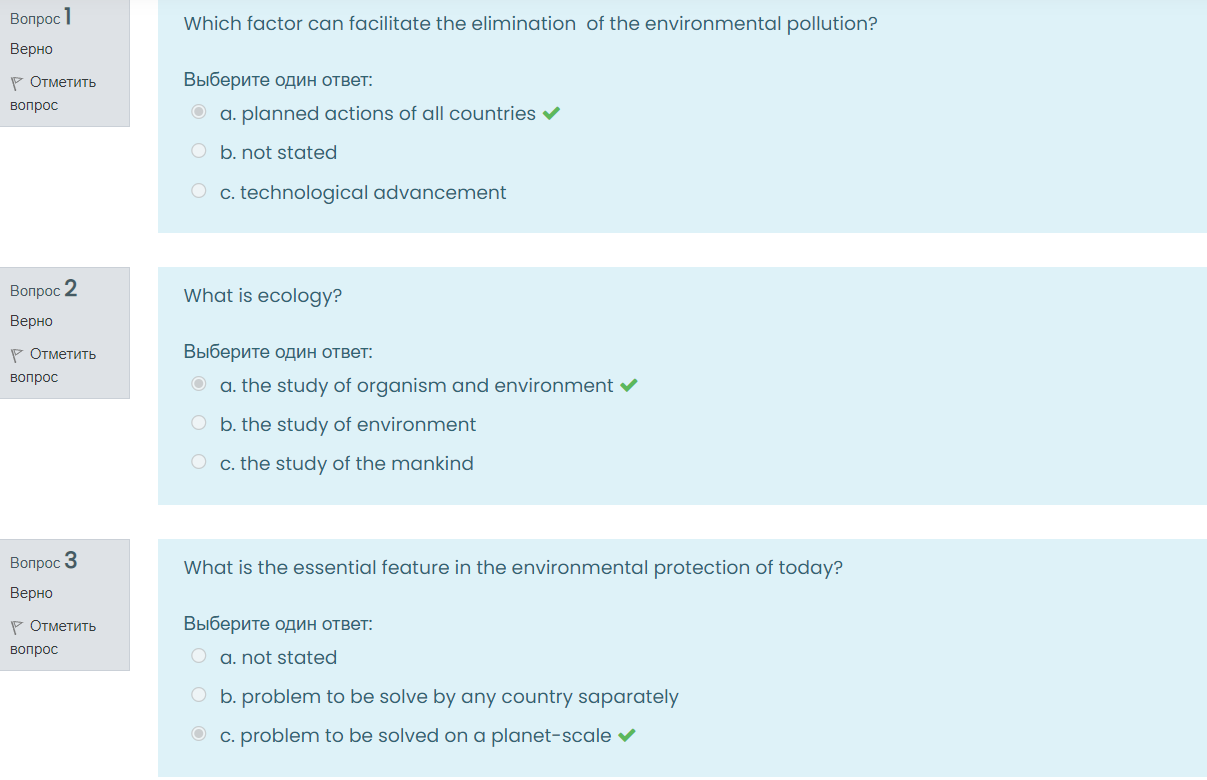 Вопрос 1
Верно
Отметить
вопрос
Which factor can facilitate the elimination of the environmental pollution?
Выберите один ответ:
a. planned actions of all countries
b. not stated
c. technological advancement
Вопрос 2
Верно
Отметить
вопрос
What is ecology?
Выберите один ответ:
a. the study of organism and environment
b. the study of environment
c. the study of the mankind
Вопрос 3
Верно
Отметить
вопрос
What is the essential feature in the environmental protection of today?
Выберите один ответ:
a. not stated
b. problem to be solve by any country saparately
c. problem to be solved on a planet-scale